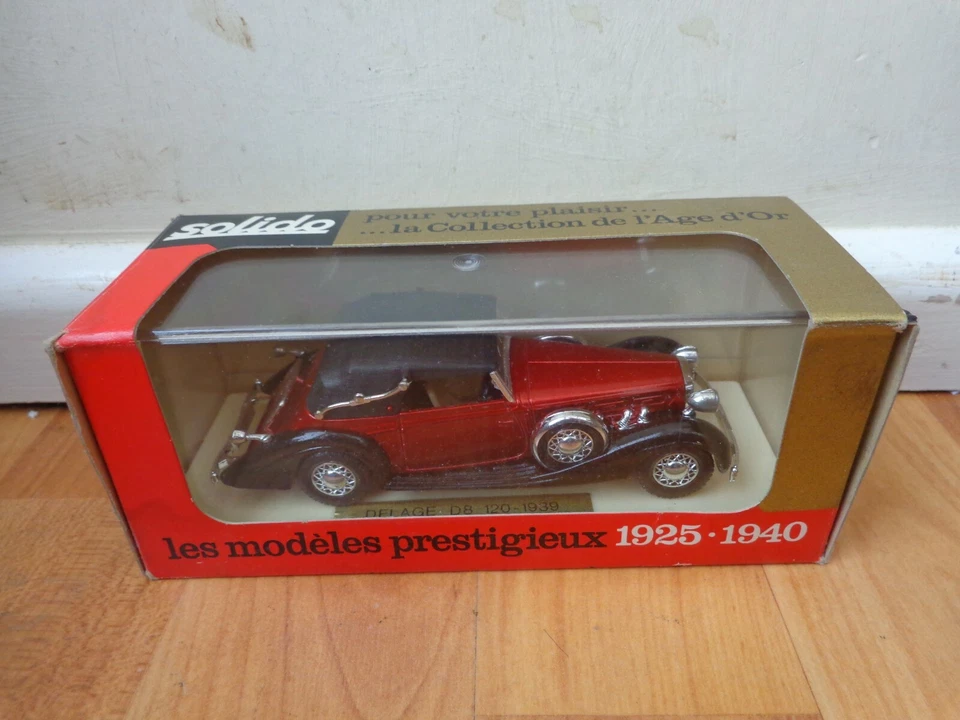 solido
pour votre plaisir...
...la Collection de l'Age d'Or
DELAGE D8 120-1939
les modèles prestigieux 1925·1940